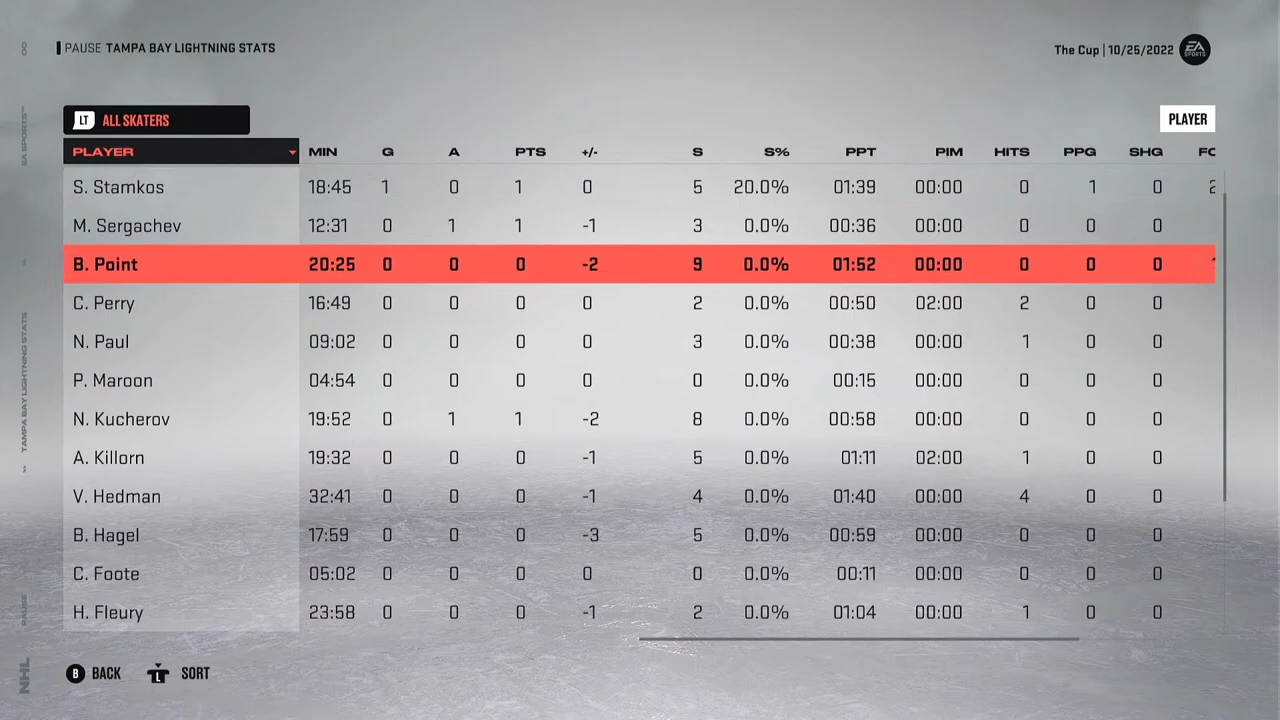 PAUSE TAMPA BAY LIGHTNING STATS
The Cup | 10/25/2022
EA SPORTS
LT ALL SKATERS
PLAYER
PLAYER MIN G A PTS +/- S S% PPT PIM HITS PPG SHG
S. Stamkos 18:45 1 0 1 0 5 20.0% 01:39 00:00 0 1 0
M. Sergachev 12:31 0 1 1 -1 3 0.0% 00:36 00:00 0 0 0
B. Point 20:25 0 0 0 -2 9 0.0% 01:52 00:00 0 0 0
C. Perry 16:49 0 0 0 0 2 0.0% 00:50 02:00 2 0 0
N. Paul 09:02 0 0 0 0 3 0.0% 00:38 00:00 1 0 0
P. Maroon 04:54 0 0 0 0 0 0.0% 00:15 00:00 0 0 0
N. Kucherov 19:52 0 1 1 -2 8 0.0% 00:58 00:00 0 0 0
A. Killorn 19:32 0 0 0 -1 5 0.0% 01:11 02:00 1 0 0
V. Hedman 32:41 0 0 0 -1 4 0.0% 01:40 00:00 4 0 0
B. Hagel 17:59 0 0 0 -3 5 0.0% 00:59 00:00 0 0 0
C. Foote 05:02 0 0 0 0 0 0.0% 00:11 00:00 0 0 0
H. Fleury 23:58 0 0 0 -1 2 0.0% 01:04 00:00 1 0 0
B BACK L SORT
NHL PAUSE » TAMPA BAY LIGHTNING STATS
EA SPORTS™